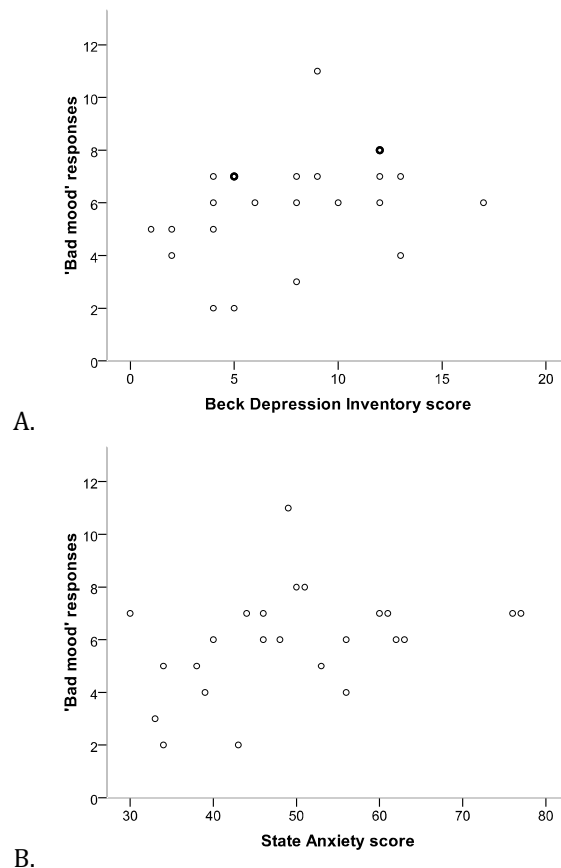 12
10
8
6
4
2
0
'Bad mood' responses
0 5 10 15 20
Beck Depression Inventory score
A.
12
10
8
6
4
2
0
'Bad mood' responses
30 40 50 60 70 80
State Anxiety score
B.